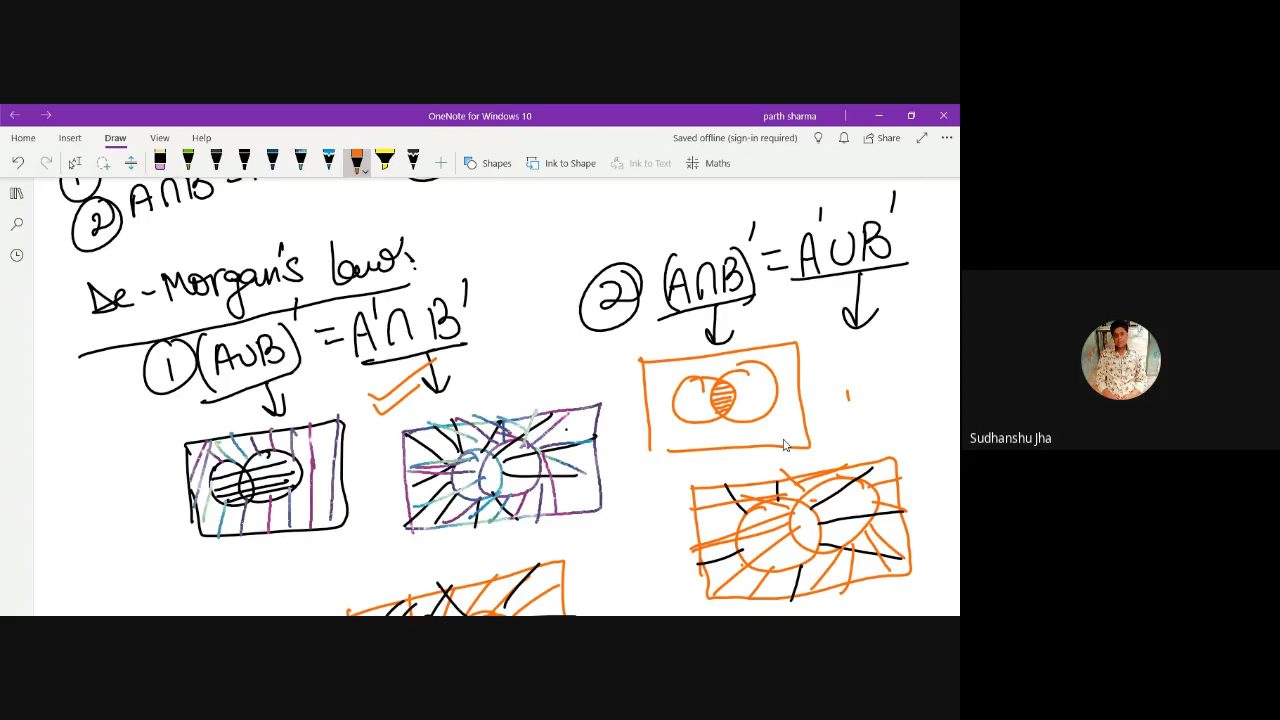 OneNote for Windows 10
parth sharma
Home Insert Draw View Help
Saved offline (sign-in required)
Share
Shapes
Ink to Shape
Ink to Text
Maths
② A∩B
De-Morgan's law:
① (A∪B)' = A'∩B'
② (A∩B)' = A'∪B'
Sudhanshu Jha